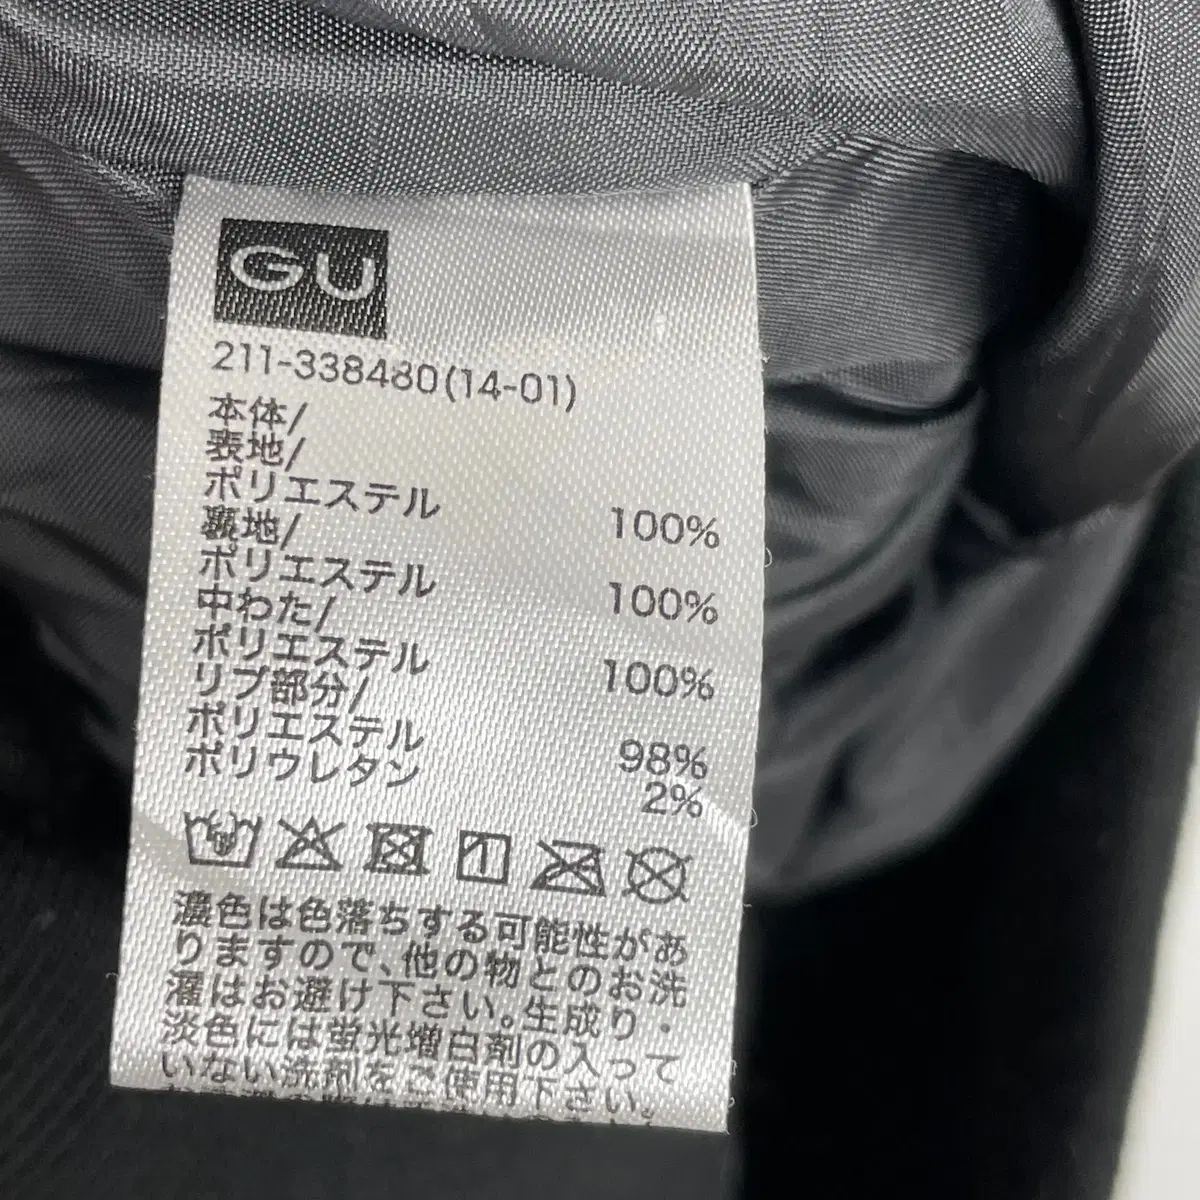 GU
211-338480(14-01)
本体/
表地/
ポリエステル 100%
裏地/
ポリエステル 100%
中わた/
ポリエステル 100%
リブ部分/
ポリエステル 98%
ポリウレタン 2%
濃色は色落ちする可能性があ
りますので、他の物とのお洗
濯はお避け下さい。生成り・
淡色には蛍光増白剤の入って
いない洗剤をご使用下さい。